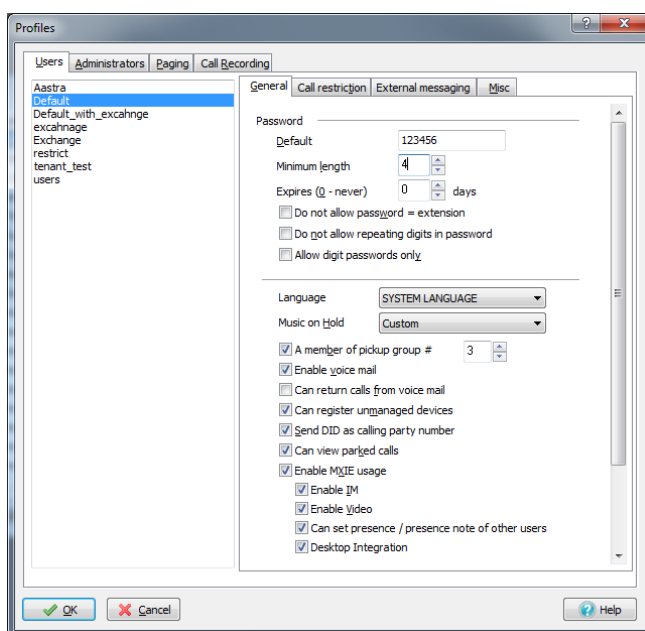 Profiles
Users Administrators Paging Call Recording
Aastra
Default
Default_with_excahnge
excahnage
Exchange
restrict
tenant_test
users
General Call restriction External messaging Misc
Password
Default 123456
Minimum length 4
Expires (0 - never) 0 days
Do not allow password = extension
Do not allow repeating digits in password
Allow digit passwords only
Language SYSTEM LANGUAGE
Music on Hold Custom
A member of pickup group # 3
Enable voice mail
Can return calls from voice mail
Can register unmanaged devices
Send DID as calling party number
Can view parked calls
Enable MXIE usage
Enable IM
Enable Video
Can set presence / presence note of other users
Desktop Integration
OK Cancel Help